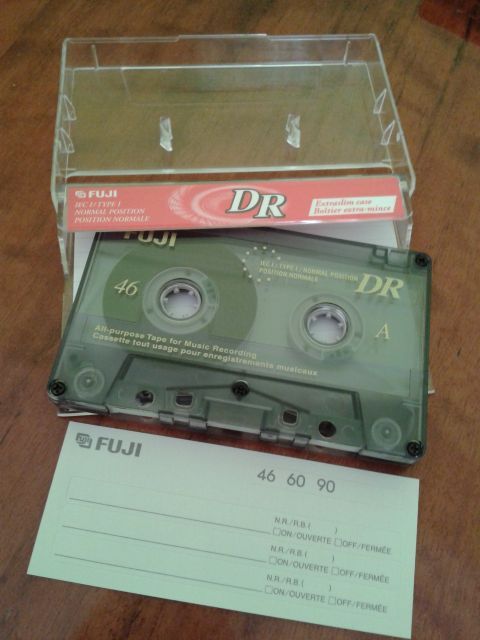 FUJI
IEC I / TYPE I
NORMAL POSITION
POSITION NORMALE
DR
Extraslim case
Boîtier extra-mince
FUJI
IEC I / TYPE I / NORMAL POSITION
POSITION NORMALE
DR
46
A
All-purpose Tape for Music Recording
Cassette tout usage pour enregistrements musicaux
FUJI
46 60 90
N.R./R.B.( )
ON/OUVERTE OFF/FERMÉE
N.R./R.B.( )
ON/OUVERTE OFF/FERMÉE
N.R./R.B.( )
ON/OUVERTE OFF/FERMÉE